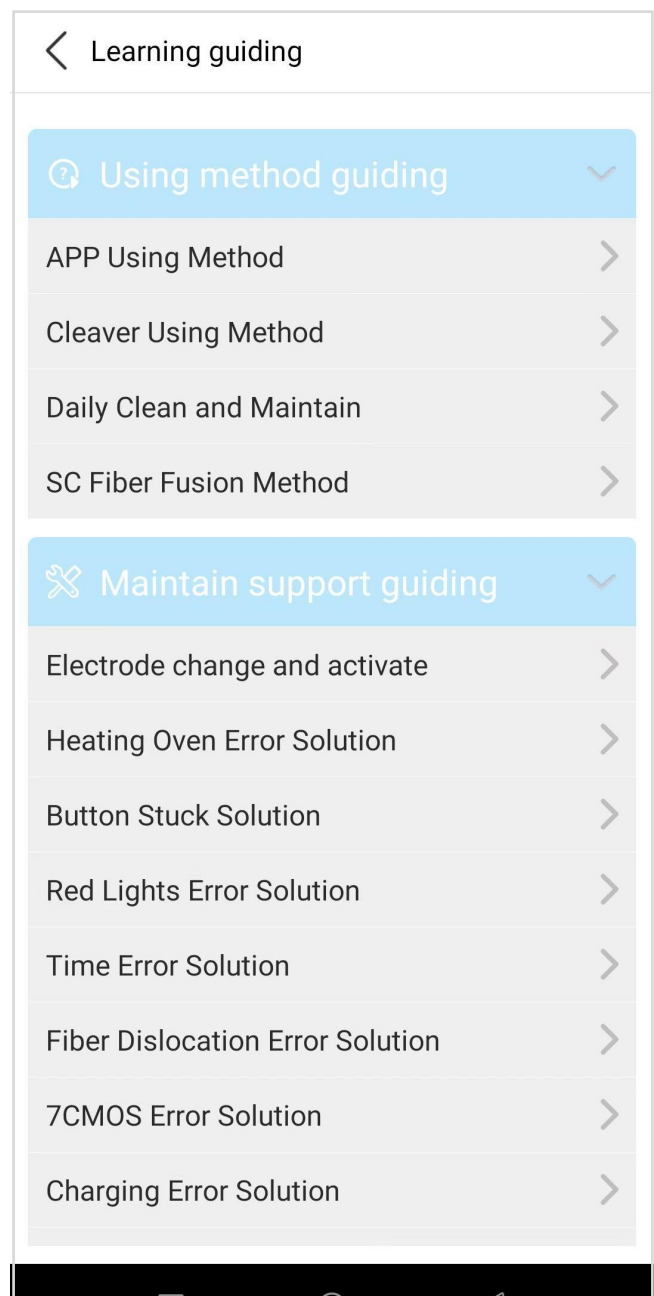 Learning guiding
Using method guiding
APP Using Method
Cleaver Using Method
Daily Clean and Maintain
SC Fiber Fusion Method
Maintain support guiding
Electrode change and activate
Heating Oven Error Solution
Button Stuck Solution
Red Lights Error Solution
Time Error Solution
Fiber Dislocation Error Solution
7CMOS Error Solution
Charging Error Solution